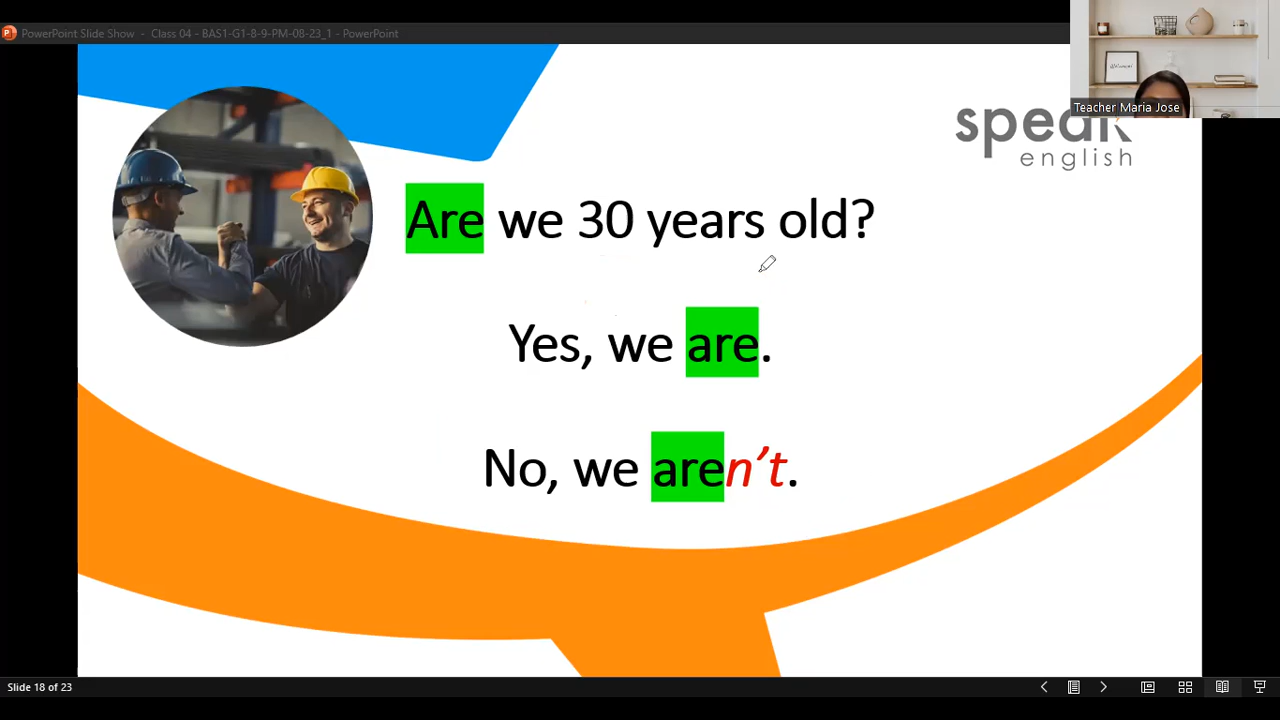 PowerPoint Slide Show - Class 04 - BAS1-G1-8-9-PM-08-23_1 - PowerPoint
Teacher Maria Jose
speak
english
Are we 30 years old?
Yes, we are.
No, we aren't.
Slide 18 of 23